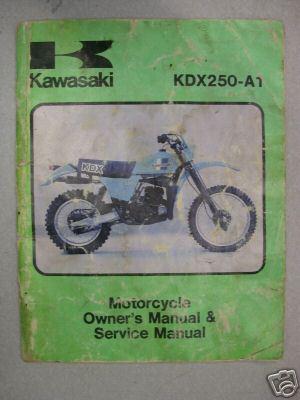 Kawasaki
KDX250-A1
KDX
Motorcycle
Owner's Manual &
Service Manual